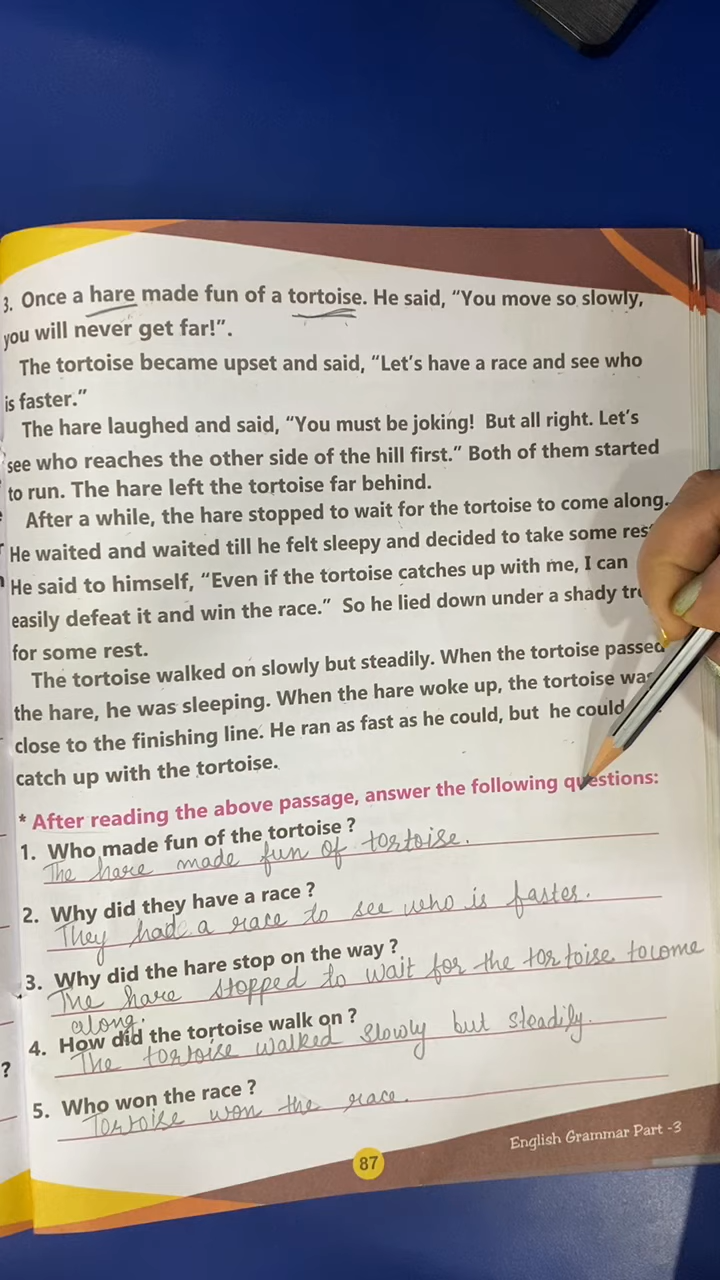 3. Once a hare made fun of a tortoise. He said, “You move so slowly,
you will never get far!”.
The tortoise became upset and said, “Let’s have a race and see who
is faster.”
The hare laughed and said, “You must be joking! But all right. Let’s
see who reaches the other side of the hill first.” Both of them started
to run. The hare left the tortoise far behind.
After a while, the hare stopped to wait for the tortoise to come along.
He waited and waited till he felt sleepy and decided to take some
He said to himself, “Even if the tortoise catches up with me, I can
easily defeat it and win the race.” So he lied down under a shady
for some rest.
The tortoise walked on slowly but steadily. When the tortoise passed
the hare, he was sleeping. When the hare woke up, the tortoise was
close to the finishing line. He ran as fast as he could, but he could
catch up with the tortoise.
* After reading the above passage, answer the following questions:
1. Who made fun of the tortoise ?
The hare made fun of tortoise.
2. Why did they have a race ?
They had a race to see who is faster.
3. Why did the hare stop on the way ?
The hare stopped to wait for the tortoise to come
along.
4. How did the tortoise walk on ?
The tortoise walked slowly but steadily.
5. Who won the race ?
Tortoise won the race.
English Grammar Part -3
87
?